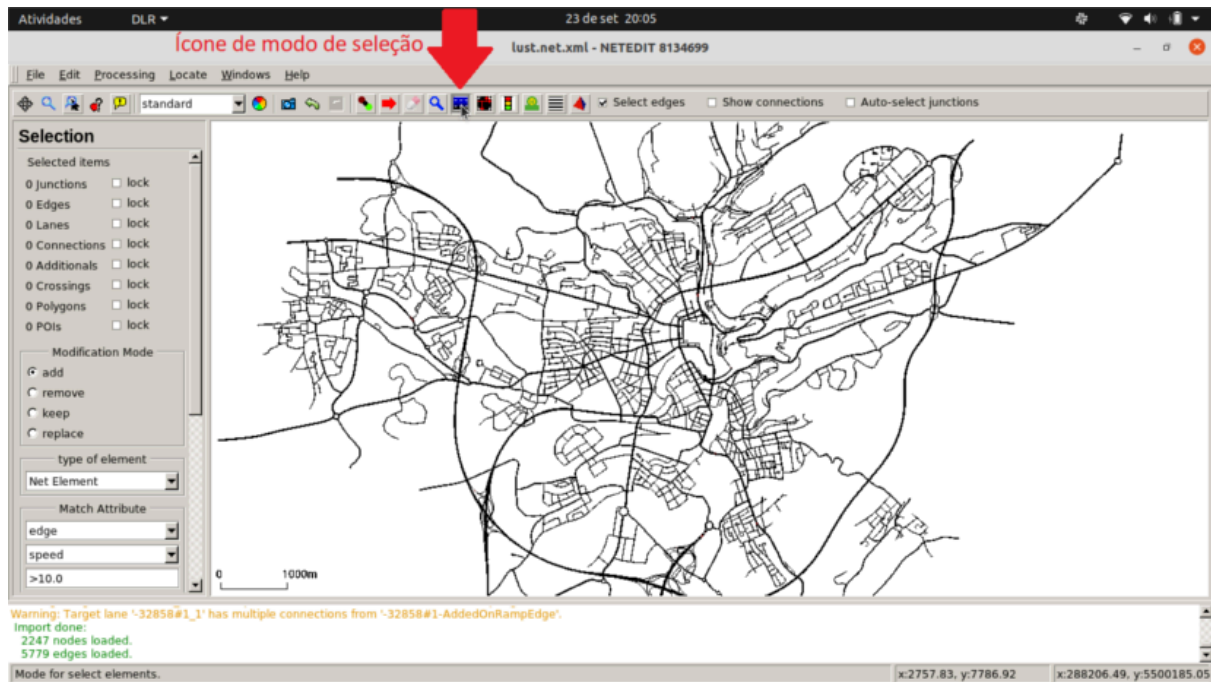 Atividades DLR 23 de set 20:05
Ícone de modo de seleção
lust.net.xml - NETEDIT 8134699
File Edit Processing Locate Windows Help
standard Select edges Show connections Auto-select junctions
Selection
Selected items
0 Junctions lock
0 Edges lock
0 Lanes lock
0 Connections lock
0 Additionals lock
0 Crossings lock
0 Polygons lock
0 POIs lock
Modification Mode
add
remove
keep
replace
type of element
Net Element
Match Attribute
edge
speed
>10.0
0 1000m
Warning: Target lane '-32858#1_1' has multiple connections from '-32858#1-AddedOnRampEdge'.
Import done:
2247 nodes loaded.
5779 edges loaded.
Mode for select elements. x:2757.83, y:7786.92 x:288206.49, y:5500185.05